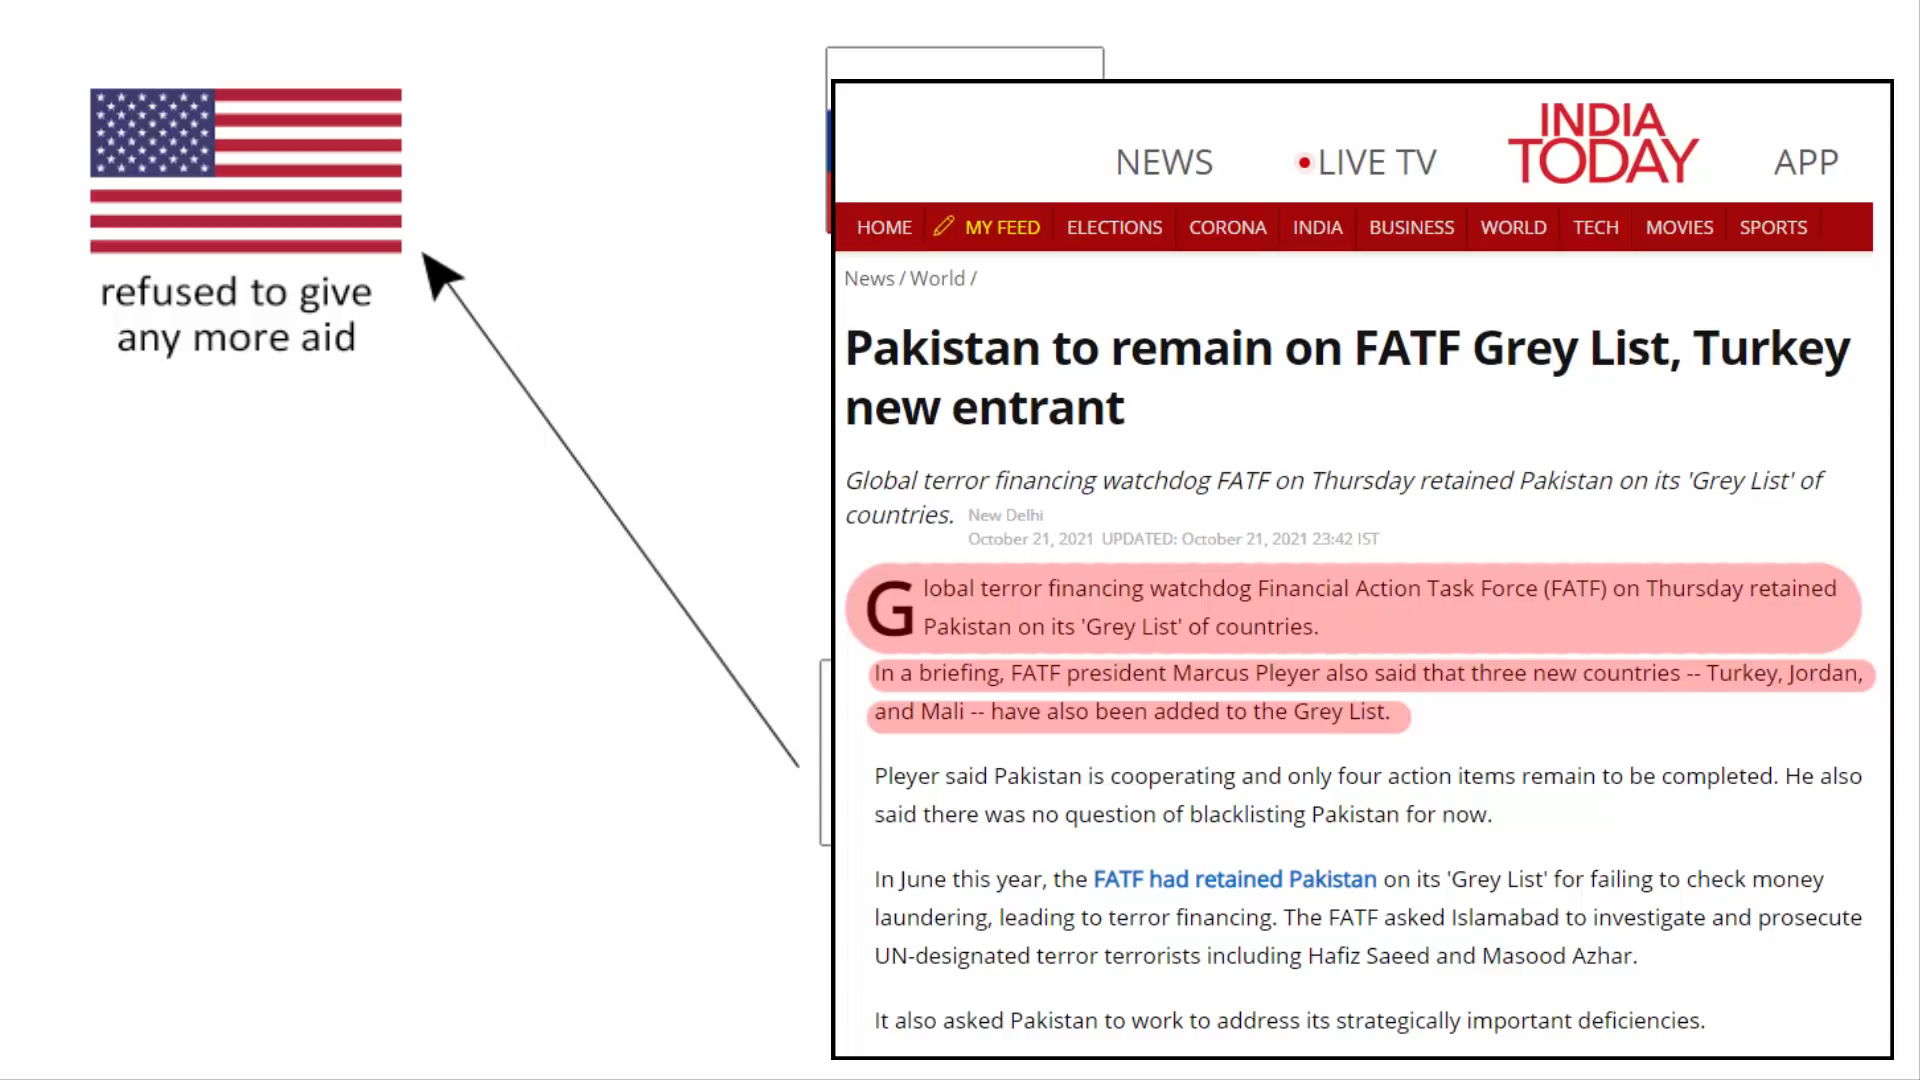 refused to give
any more aid
NEWS
LIVE TV
INDIA
TODAY
APP
HOME MY FEED ELECTIONS CORONA INDIA BUSINESS WORLD TECH MOVIES SPORTS
News / World /
Pakistan to remain on FATF Grey List, Turkey
new entrant
Global terror financing watchdog FATF on Thursday retained Pakistan on its 'Grey List' of
countries.
New Delhi
October 21, 2021 UPDATED: October 21, 2021 23:42 IST
Global terror financing watchdog Financial Action Task Force (FATF) on Thursday retained
Pakistan on its 'Grey List' of countries.
In a briefing, FATF president Marcus Pleyer also said that three new countries -- Turkey, Jordan,
and Mali -- have also been added to the Grey List.
Pleyer said Pakistan is cooperating and only four action items remain to be completed. He also
said there was no question of blacklisting Pakistan for now.
In June this year, the FATF had retained Pakistan on its 'Grey List' for failing to check money
laundering, leading to terror financing. The FATF asked Islamabad to investigate and prosecute
UN-designated terror terrorists including Hafiz Saeed and Masood Azhar.
It also asked Pakistan to work to address its strategically important deficiencies.